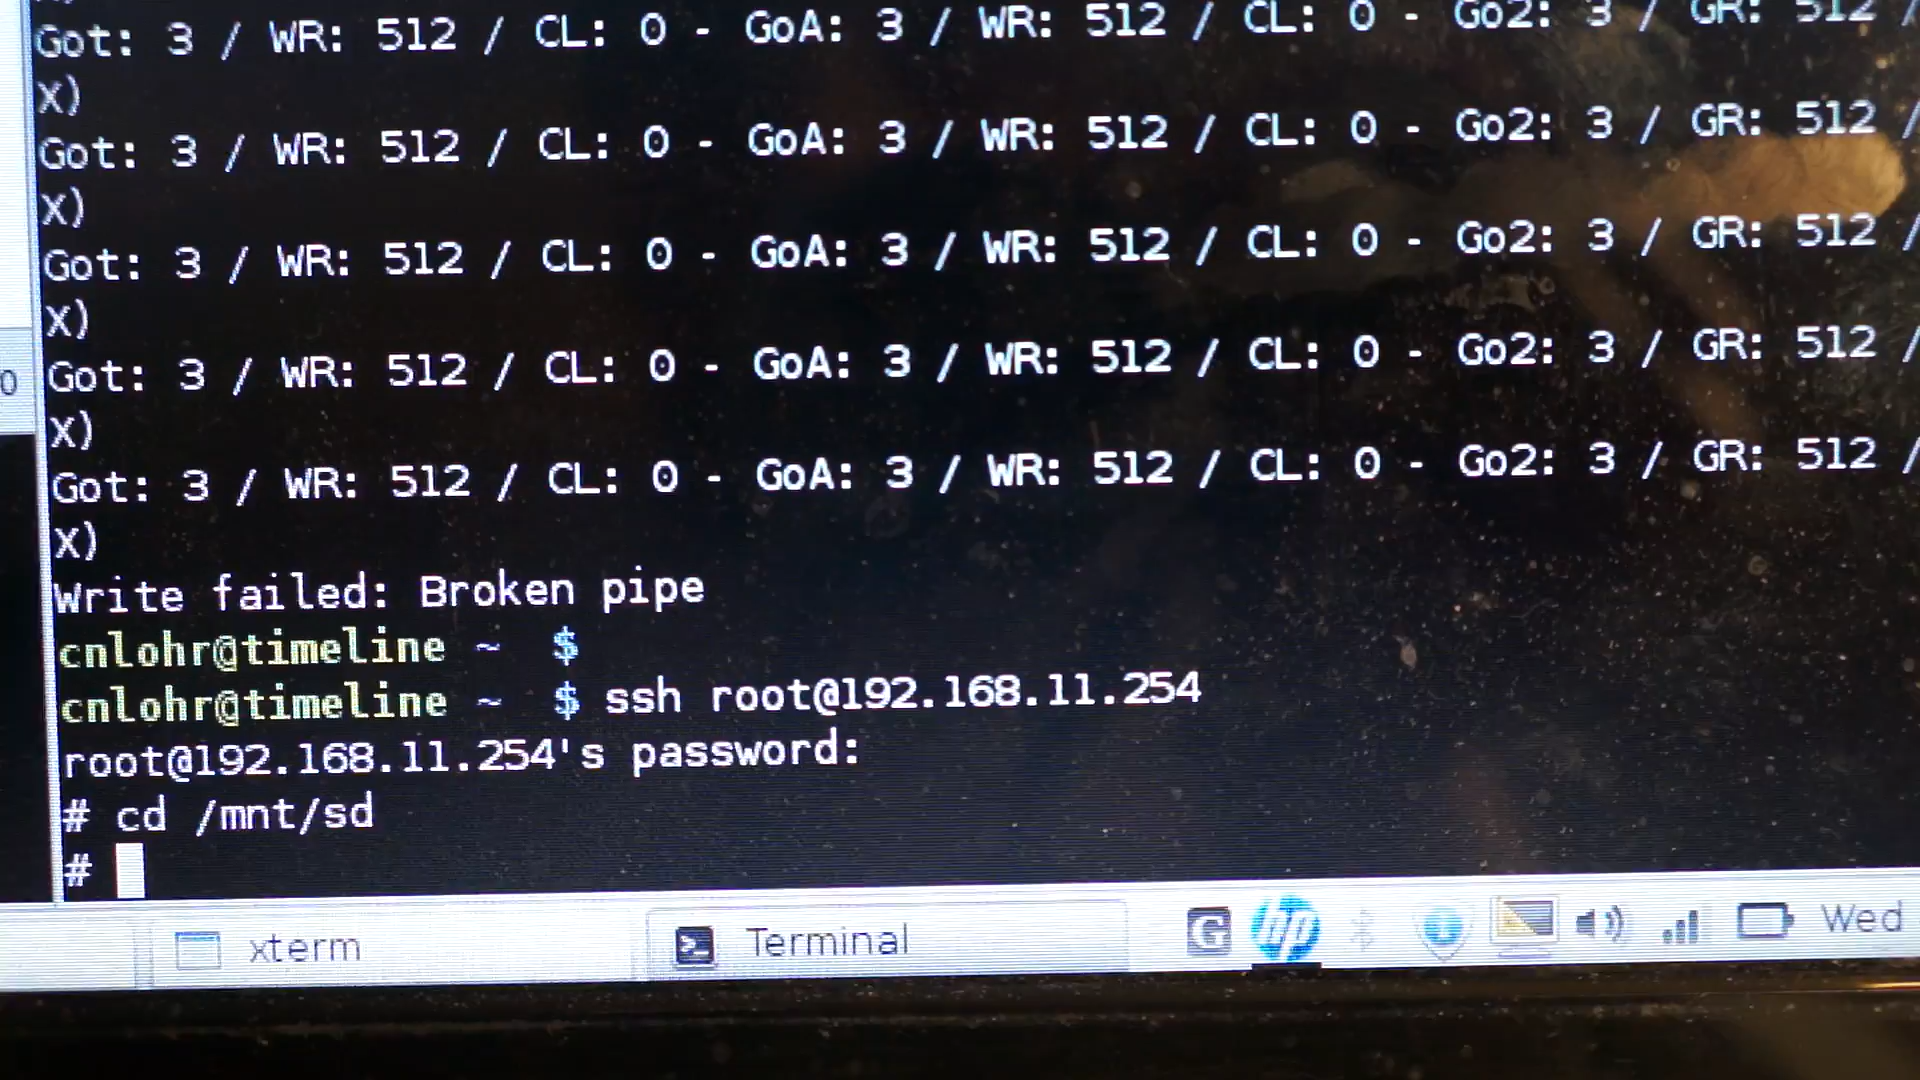 Got: 3 / WR: 512 / CL: 0 - GoA: 3 / WR: 512 / CL: 0 - Go2: 3 / GR: 512 /
X)
Got: 3 / WR: 512 / CL: 0 - GoA: 3 / WR: 512 / CL: 0 - Go2: 3 / GR: 512 /
X)
Got: 3 / WR: 512 / CL: 0 - GoA: 3 / WR: 512 / CL: 0 - Go2: 3 / GR: 512 /
X)
Got: 3 / WR: 512 / CL: 0 - GoA: 3 / WR: 512 / CL: 0 - Go2: 3 / GR: 512 /
X)
Got: 3 / WR: 512 / CL: 0 - GoA: 3 / WR: 512 / CL: 0 - Go2: 3 / GR: 512 /
X)
Write failed: Broken pipe
cnlohr@timeline ~ $
cnlohr@timeline ~ $ ssh root@192.168.11.254
root@192.168.11.254's password:
# cd /mnt/sd
#
0
xterm
Terminal
G
hp
Wed